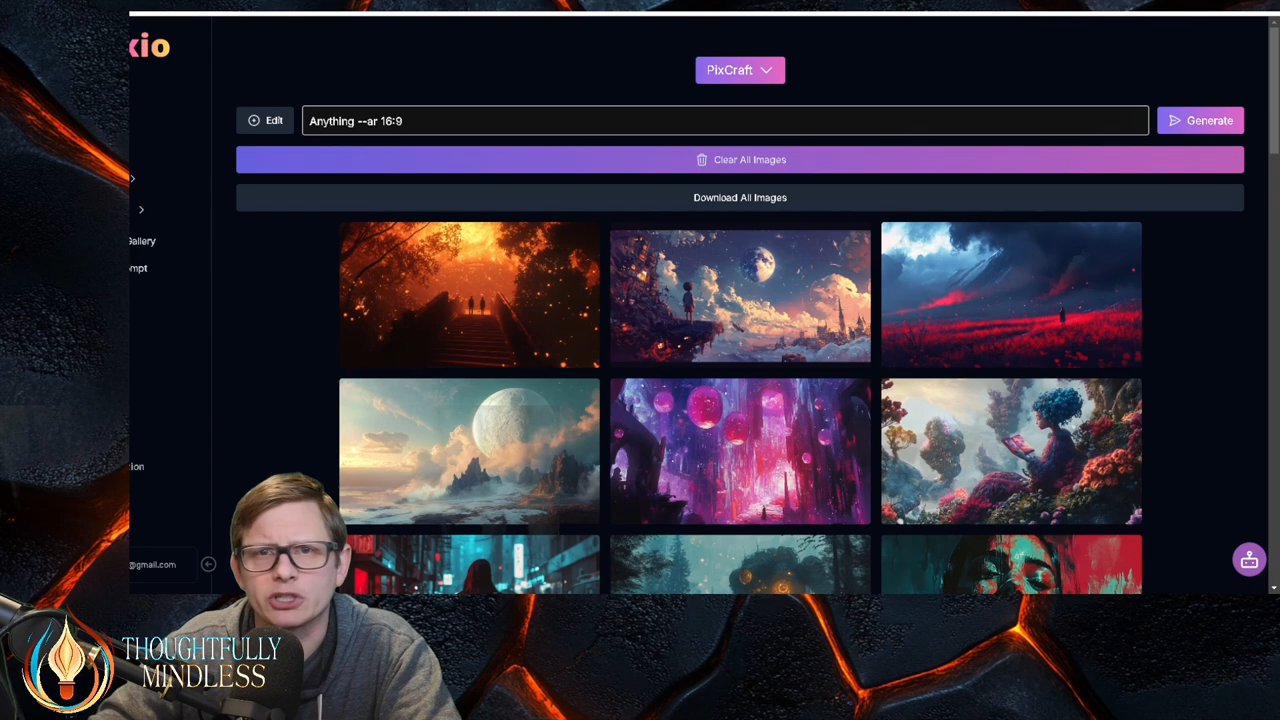 xio
PixCraft
Edit
Anything --ar 16:9
Generate
Clear All Images
Download All Images
Gallery
mpt
ion
@gmail.com
THOUGHTFULLY
MINDLESS